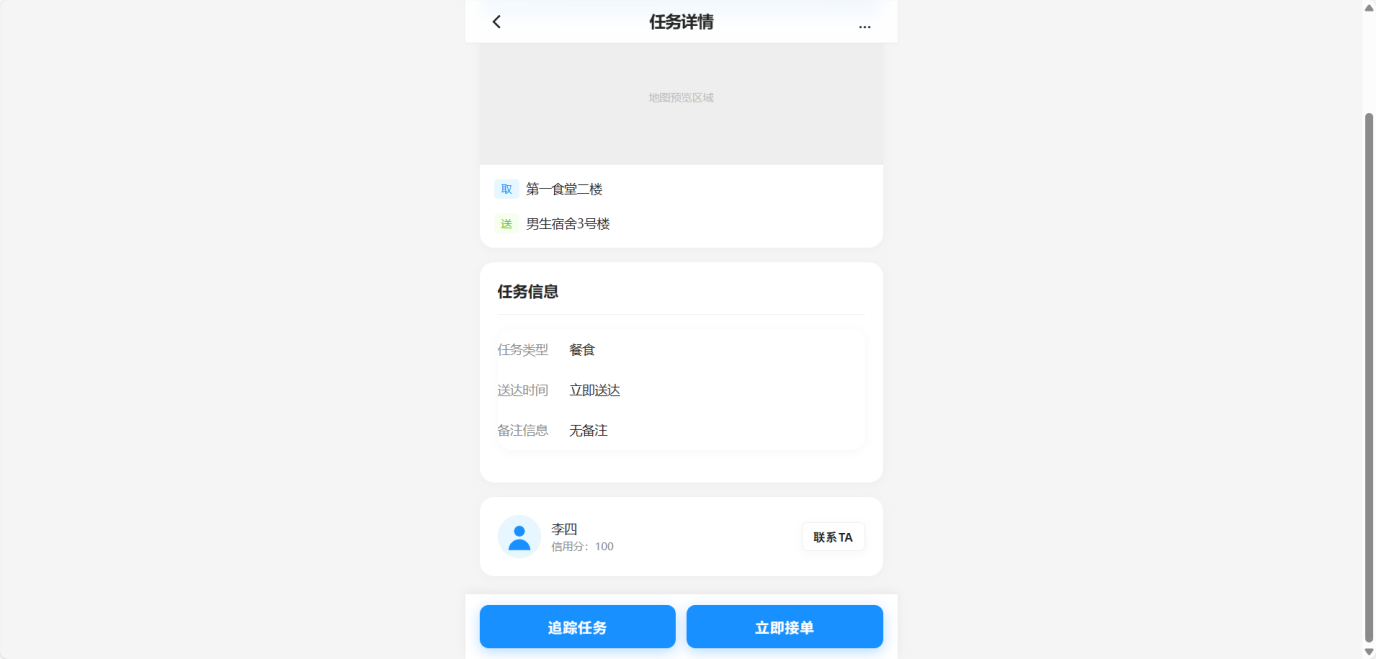 任务详情
...
地图预览区域
取 第一食堂二楼
送 男生宿舍3号楼
任务信息
任务类型 餐食
送达时间 立即送达
备注信息 无备注
李四
信用分：100
联系TA
追踪任务 立即接单